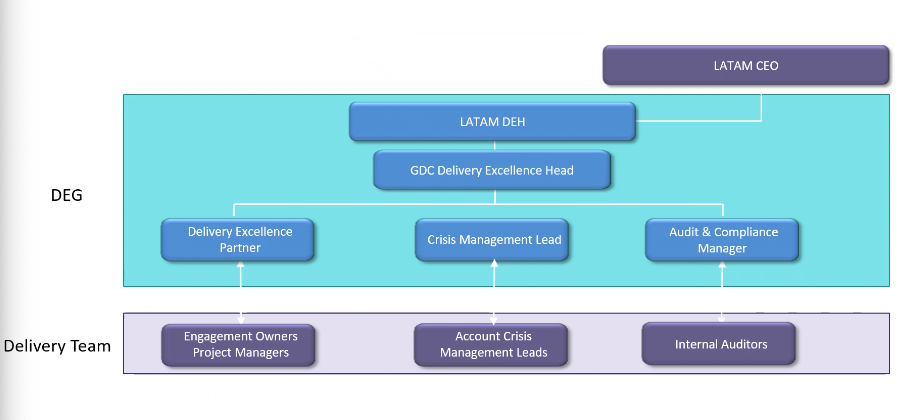 LATAM CEO
LATAM DEH
GDC Delivery Excellence Head
DEG
Delivery Excellence
Partner
Crisis Management Lead
Audit & Compliance
Manager
Delivery Team
Engagement Owners
Project Managers
Account Crisis
Management Leads
Internal Auditors